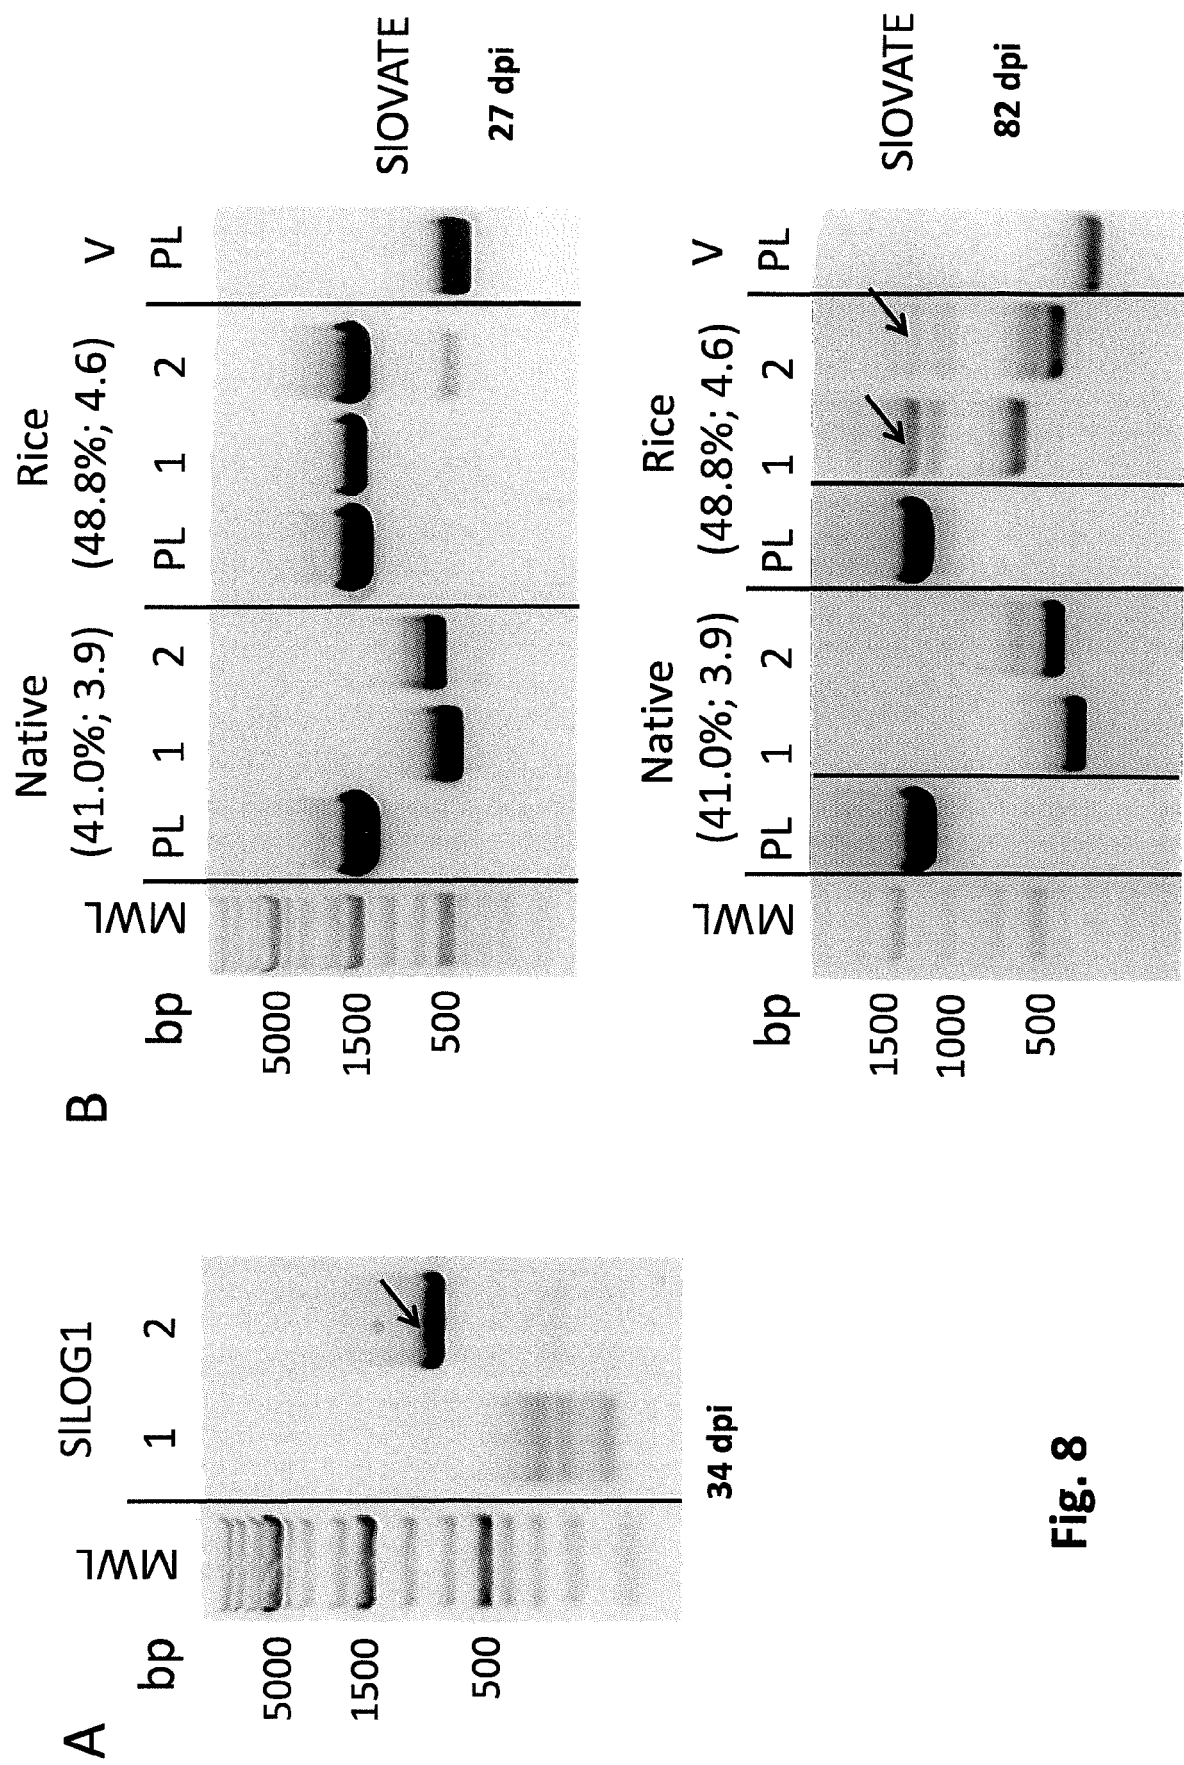 A
SlLOG1
bp
MWL
1
2
5000
1500
500
34 dpi
B
Native
(41.0%; 3.9)
Rice
(48.8%; 4.6)
V
bp
MWL
PL
1
2
PL
1
2
PL
5000
1500
500
SlOVATE
27 dpi
Native
(41.0%; 3.9)
Rice
(48.8%; 4.6)
V
bp
MWL
PL
1
2
PL
1
2
PL
1500
1000
500
SlOVATE
82 dpi
Fig. 8